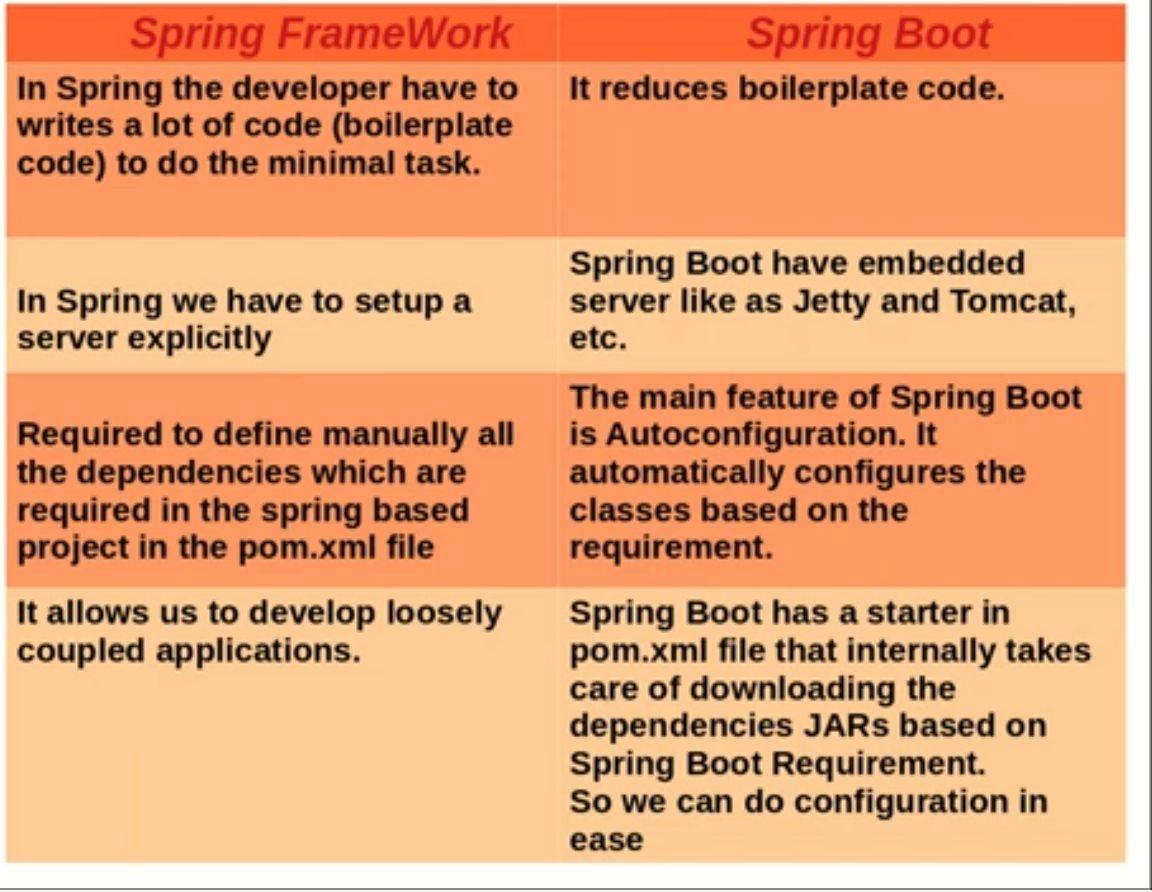 Spring FrameWork
Spring Boot
In Spring the developer have to
writes a lot of code (boilerplate
code) to do the minimal task.
It reduces boilerplate code.
In Spring we have to setup a
server explicitly
Spring Boot have embedded
server like as Jetty and Tomcat,
etc.
Required to define manually all
the dependencies which are
required in the spring based
project in the pom.xml file
The main feature of Spring Boot
is Autoconfiguration. It
automatically configures the
classes based on the
requirement.
It allows us to develop loosely
coupled applications.
Spring Boot has a starter in
pom.xml file that internally takes
care of downloading the
dependencies JARs based on
Spring Boot Requirement.
So we can do configuration in
ease